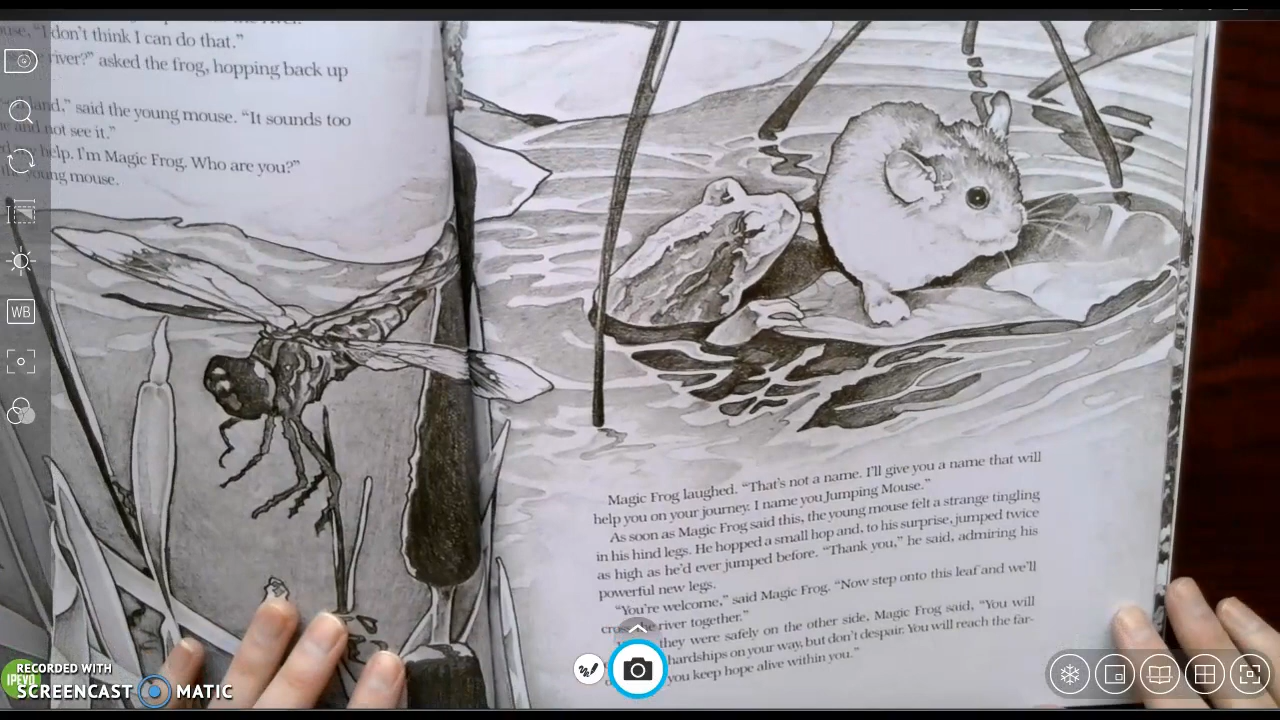 use, "I don't think I can do that."
river?" asked the frog, hopping back up
land," said the young mouse. "It sounds too
and not see it."
help. I'm Magic Frog. Who are you?"
young mouse.
Magic Frog laughed. "That's not a name. I'll give you a name that will
help you on your journey. I name you Jumping Mouse."
As soon as Magic Frog said this, the young mouse felt a strange tingling
in his hind legs. He hopped a small hop and, to his surprise, jumped twice
as high as he'd ever jumped before. "Thank you," he said, admiring his
powerful new legs.
"You're welcome," said Magic Frog. "Now step onto this leaf and we'll
river together."
they were safely on the other side, Magic Frog said, "You will
hardships on your way, but don't despair. You will reach the far-
you keep hope alive within you."
WB
IPEVO
RECORDED WITH
SCREENCAST MATIC